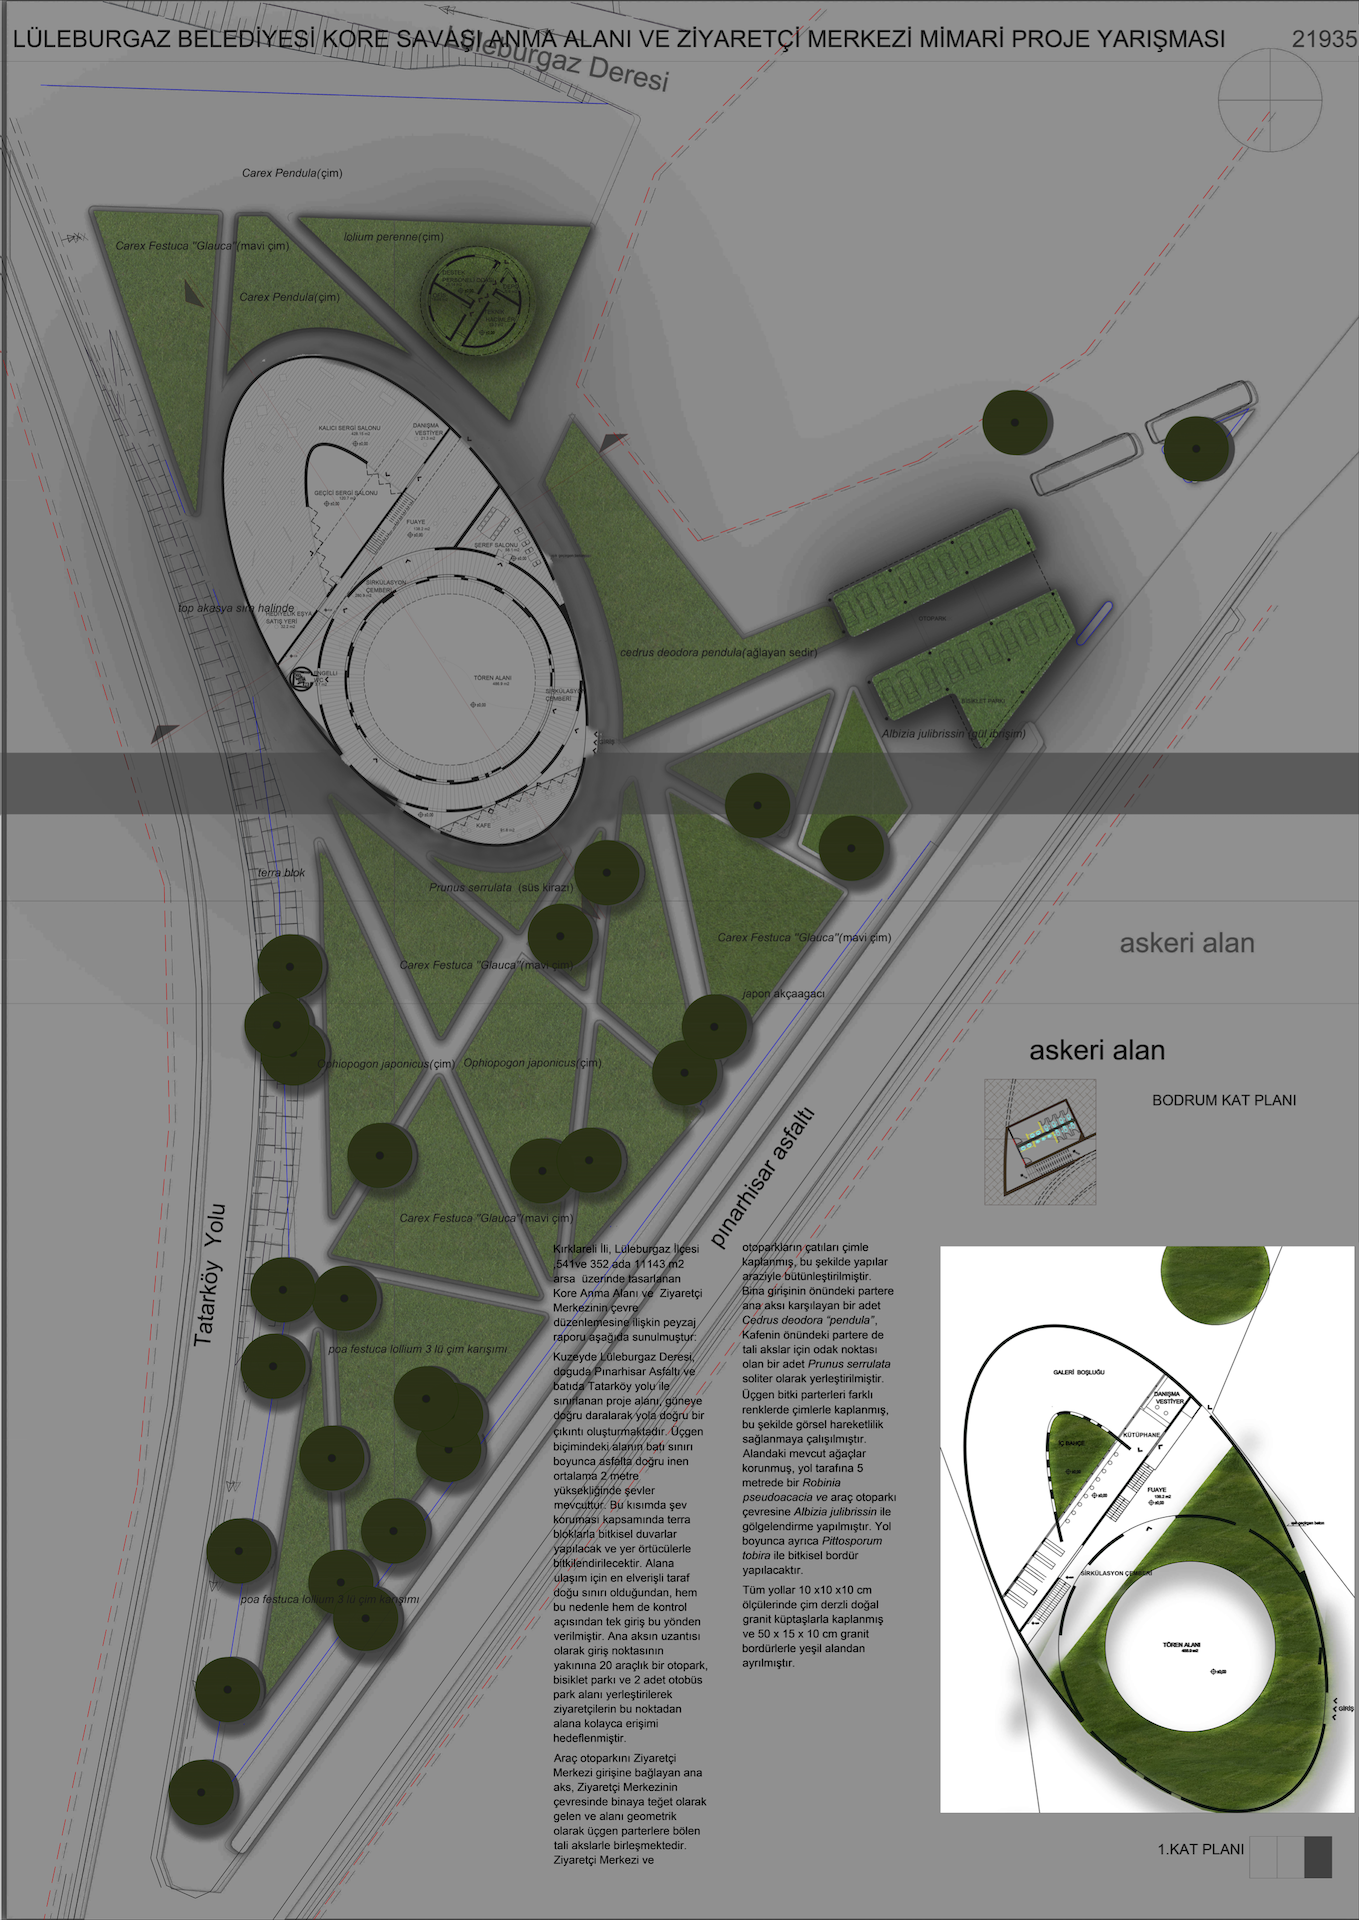 LÜLEBURGAZ BELEDİYESİ KORE SAVAŞI ANMA ALANI VE ZİYARETÇİ MERKEZİ MİMARİ PROJE YARIŞMASI
21935
Lüleburgaz Deresi
Carex Pendula(çim)
Carex Festuca "Glauca"(mavi çim)
lolium perenne(çim)
Carex Pendula(çim)
KALICI SERGİ SALONU
DANIŞMA
VESTİYER
GEÇİCİ SERGİ SALONU
FUAYE
ŞEREF SALONU
SİRKÜLASYON
ÇEMBERİ
top akasya sıra halinde
HEDİYELİK EŞYA
SATIŞ YERİ
ENGELLİ
TÖREN ALANI
SİRKÜLASYON
ÇEMBERİ
KAFE
OTOPARK
cedrus deodora pendula(ağlayan sedir)
BİSİKLET PARKI
Albizia julibrissin (gül ibrişim)
terra blok
Prunus serrulata (süs kirazı)
Carex Festuca "Glauca"(mavi çim)
Carex Festuca "Glauca"(mavi çim)
askeri alan
japon akçaagacı
askeri alan
Ophiopogon japonicus(çim)
Ophiopogon japonicus(çim)
BODRUM KAT PLANI
pınarhisar asfaltı
Tatarköy Yolu
Carex Festuca "Glauca"(mavi çim)
poa festuca lollium 3 lü çim karışımı
poa festuca lollium 3 lü çim karışımı
Kırklareli İli, Lüleburgaz İlçesi
,541ve 352 ada 11143 m2
arsa üzerinde tasarlanan
Kore Anma Alanı ve Ziyaretçi
Merkezinin çevre
düzenlemesine ilişkin peyzaj
raporu aşağıda sunulmuştur:
Kuzeyde Lüleburgaz Deresi,
doguda Pınarhisar Asfaltı ve
batıda Tatarköy yolu ile
sınırlanan proje alanı, güneye
doğru daralarak yola doğru bir
çıkıntı oluşturmaktadır. Üçgen
biçimindeki alanın batı sınırı
boyunca asfalta doğru inen
ortalama 2 metre
yüksekliğinde şevler
mevcuttur. Bu kısımda şev
koruması kapsamında terra
bloklarla bitkisel duvarlar
yapılacak ve yer örtücülerle
bitkilendirilecektir. Alana
ulaşım için en elverişli taraf
doğu sınırı olduğundan, hem
bu nedenle hem de kontrol
açısından tek giriş bu yönden
verilmiştir. Ana aksın uzantısı
olarak giriş noktasının
yakınına 20 araçlık bir otopark,
bisiklet parkı ve 2 adet otobüs
park alanı yerleştirilerek
ziyaretçilerin bu noktadan
alana kolayca erişimi
hedeflenmiştir.
Araç otoparkını Ziyaretçi
Merkezi girişine bağlayan ana
aks, Ziyaretçi Merkezinin
çevresinde binaya teğet olarak
gelen ve alanı geometrik
olarak üçgen parterlere bölen
tali akslarle birleşmektedir.
Ziyaretçi Merkezi ve
otoparkların çatıları çimle
kaplanmış, bu şekilde yapılar
araziyle bütünleştirilmiştir.
Bina girişinin önündeki partere
ana aksı karşılayan bir adet
Cedrus deodora “pendula”,
Kafenin önündeki partere de
tali akslar için odak noktası
olan bir adet Prunus serrulata
soliter olarak yerleştirilmiştir.
Üçgen bitki parterleri farklı
renklerde çimlerle kaplanmış,
bu şekilde görsel hareketlilik
sağlanmaya çalışılmıştır.
Alandaki mevcut ağaçlar
korunmuş, yol tarafına 5
metrede bir Robinia
pseudoacacia ve araç otoparkı
çevresine Albizia julibrissin ile
gölgelendirme yapılmıştır. Yol
boyunca ayrıca Pittosporum
tobira ile bitkisel bordür
yapılacaktır.
Tüm yollar 10 x10 x10 cm
ölçülerinde çim derzli doğal
granit küptaşlarla kaplanmış
ve 50 x 15 x 10 cm granit
bordürlerle yeşil alandan
ayrılmıştır.
GALERİ BOŞLUĞU
DANIŞMA
VESTİYER
KÜTÜPHANE
İÇ BAHÇE
FUAYE
SİRKÜLASYON ÇEMBERİ
TÖREN ALANI
GİRİŞ
1.KAT PLANI